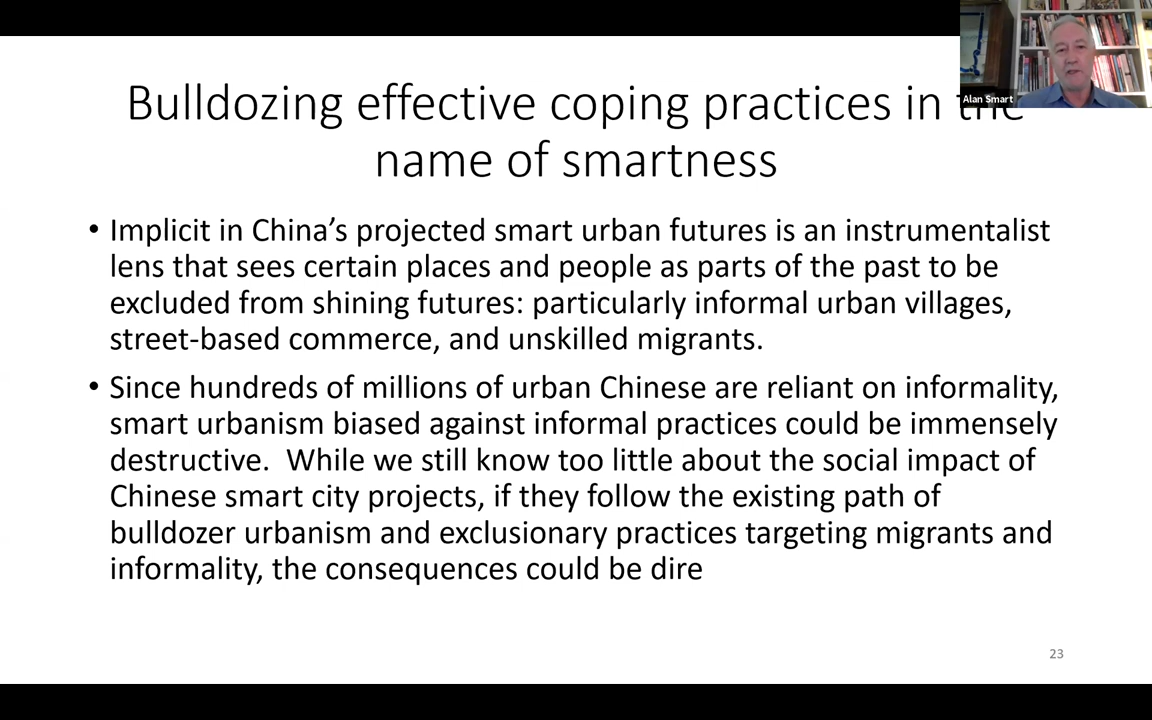 Bulldozing effective coping practices in the
name of smartness
Alan Smart
• Implicit in China’s projected smart urban futures is an instrumentalist
lens that sees certain places and people as parts of the past to be
excluded from shining futures: particularly informal urban villages,
street-based commerce, and unskilled migrants.
• Since hundreds of millions of urban Chinese are reliant on informality,
smart urbanism biased against informal practices could be immensely
destructive.  While we still know too little about the social impact of
Chinese smart city projects, if they follow the existing path of
bulldozer urbanism and exclusionary practices targeting migrants and
informality, the consequences could be dire
23